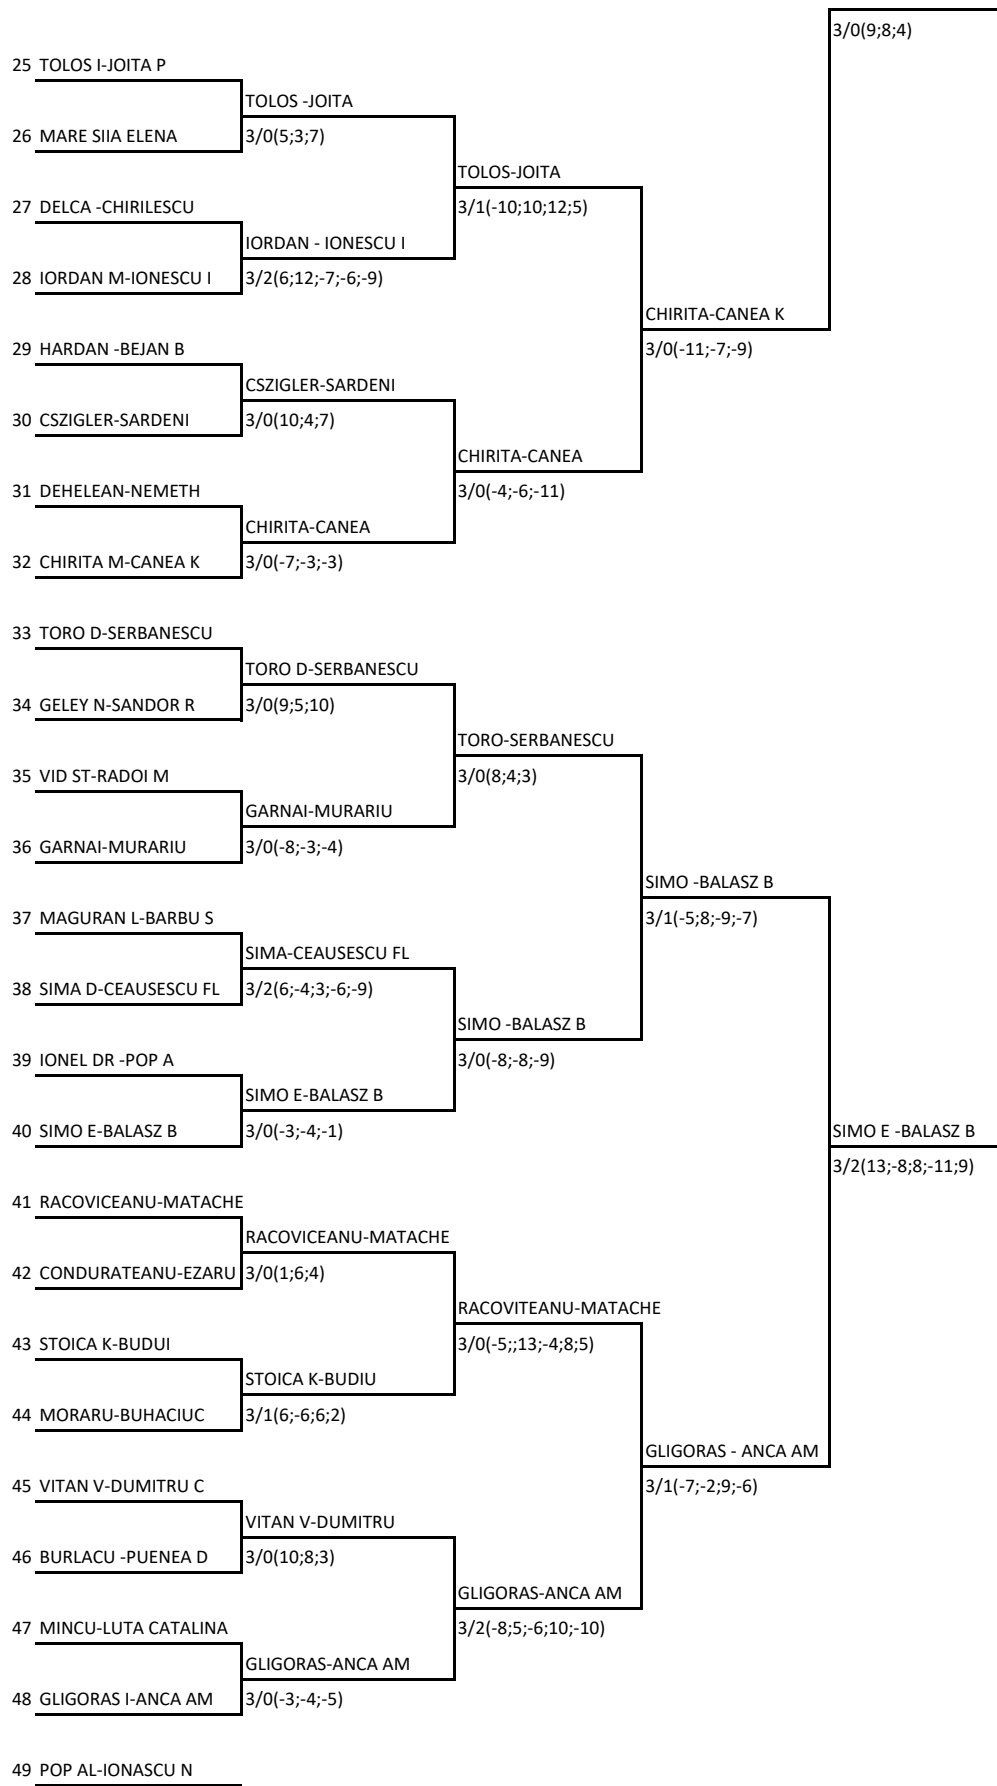 3/0(9;8;4)
25 TOLOS I-JOITA P
TOLOS -JOITA
26 MARE SIIA ELENA
3/0(5;3;7)
TOLOS-JOITA
27 DELCA -CHIRILESCU
3/1(-10;10;12;5)
IORDAN - IONESCU I
28 IORDAN M-IONESCU I
3/2(6;12;-7;-6;-9)
CHIRITA-CANEA K
29 HARDAN -BEJAN B
3/0(-11;-7;-9)
CSZIGLER-SARDENI
30 CSZIGLER-SARDENI
3/0(10;4;7)
CHIRITA-CANEA
31 DEHELEAN-NEMETH
3/0(-4;-6;-11)
CHIRITA-CANEA
32 CHIRITA M-CANEA K
3/0(-7;-3;-3)
33 TORO D-SERBANESCU
TORO D-SERBANESCU
34 GELEY N-SANDOR R
3/0(9;5;10)
TORO-SERBANESCU
35 VID ST-RADOI M
3/0(8;4;3)
GARNAI-MURARIU
36 GARNAI-MURARIU
3/0(-8;-3;-4)
SIMO -BALASZ B
37 MAGURAN L-BARBU S
3/1(-5;8;-9;-7)
SIMA-CEAUSESCU FL
38 SIMA D-CEAUSESCU FL
3/2(6;-4;3;-6;-9)
SIMO -BALASZ B
39 IONEL DR -POP A
3/0(-8;-8;-9)
SIMO E-BALASZ B
40 SIMO E-BALASZ B
3/0(-3;-4;-1)
SIMO E -BALASZ B
3/2(13;-8;8;-11;9)
41 RACOVICEANU-MATACHE
RACOVICEANU-MATACHE
42 CONDURATEANU-EZARU
3/0(1;6;4)
RACOVITEANU-MATACHE
43 STOICA K-BUDUI
3/0(-5;;13;-4;8;5)
STOICA K-BUDIU
44 MORARU-BUHACIUC
3/1(6;-6;6;2)
GLIGORAS - ANCA AM
45 VITAN V-DUMITRU C
3/1(-7;-2;9;-6)
VITAN V-DUMITRU
46 BURLACU -PUENEA D
3/0(10;8;3)
GLIGORAS-ANCA AM
47 MINCU-LUTA CATALINA
3/2(-8;5;-6;10;-10)
GLIGORAS-ANCA AM
48 GLIGORAS I-ANCA AM
3/0(-3;-4;-5)
49 POP AL-IONASCU N